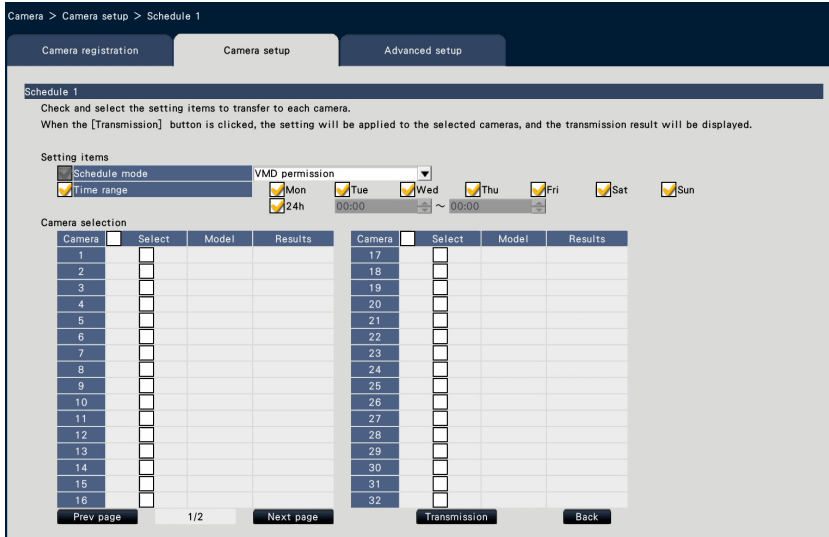 Camera > Camera setup > Schedule 1
Camera registration Camera setup Advanced setup
Schedule 1
Check and select the setting items to transfer to each camera.
When the [Transmission] button is clicked, the setting will be applied to the selected cameras, and the transmission result will be displayed.
Setting items
Schedule mode VMD permission
Time range Mon Tue Wed Thu Fri Sat Sun
24h 00:00 ~ 00:00
Camera selection
Camera Select Model Results Camera Select Model Results
1 17
2 18
3 19
4 20
5 21
6 22
7 23
8 24
9 25
10 26
11 27
12 28
13 29
14 30
15 31
16 32
Prev page 1/2 Next page Transmission Back